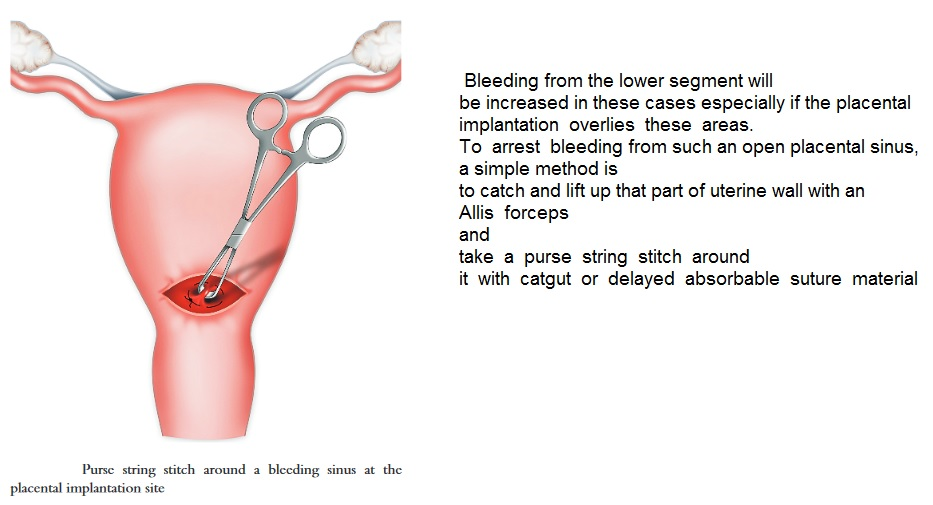 Bleeding from the lower segment will
be increased in these cases especially if the placental
implantation overlies these areas.
To arrest bleeding from such an open placental sinus,
a simple method is
to catch and lift up that part of uterine wall with an
Allis forceps
and
take a purse string stitch around
it with catgut or delayed absorbable suture material
Purse string stitch around a bleeding sinus at the
placental implantation site